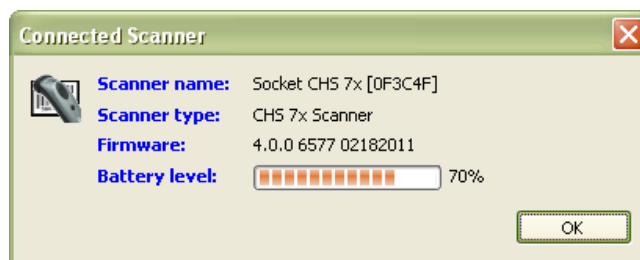 Connected Scanner
Scanner name: Socket CHS 7x [0F3C4F]
Scanner type: CHS 7x Scanner
Firmware: 4.0.0 6577 02182011
Battery level: 70%
OK